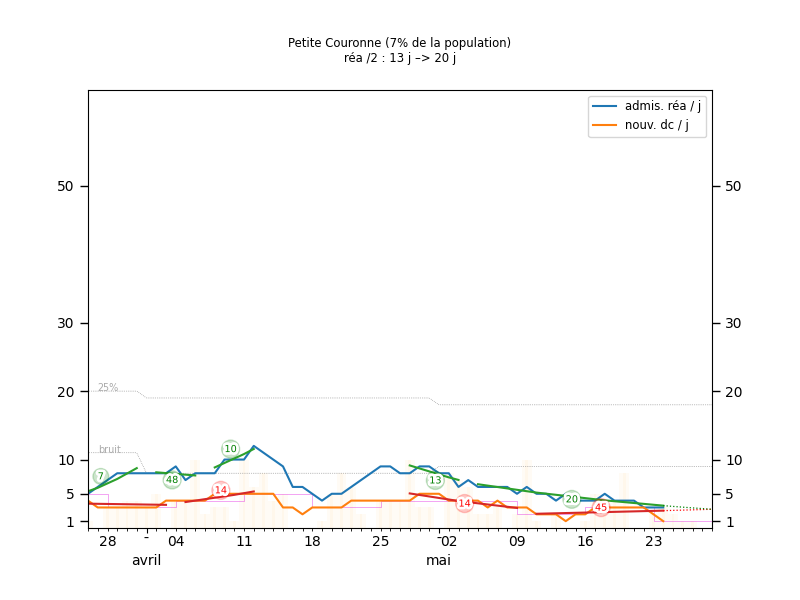 Petite Couronne (7% de la population)
réa /2 : 13 j –> 20 j
admis. réa / j
nouv. dc / j
50 50
30 30
25%
20 20
bruit
10
10 10
7
48
14
13
20
14
45
5 5
1 1
28 - 04 11 18 25 - 02 09 16 23
avril mai